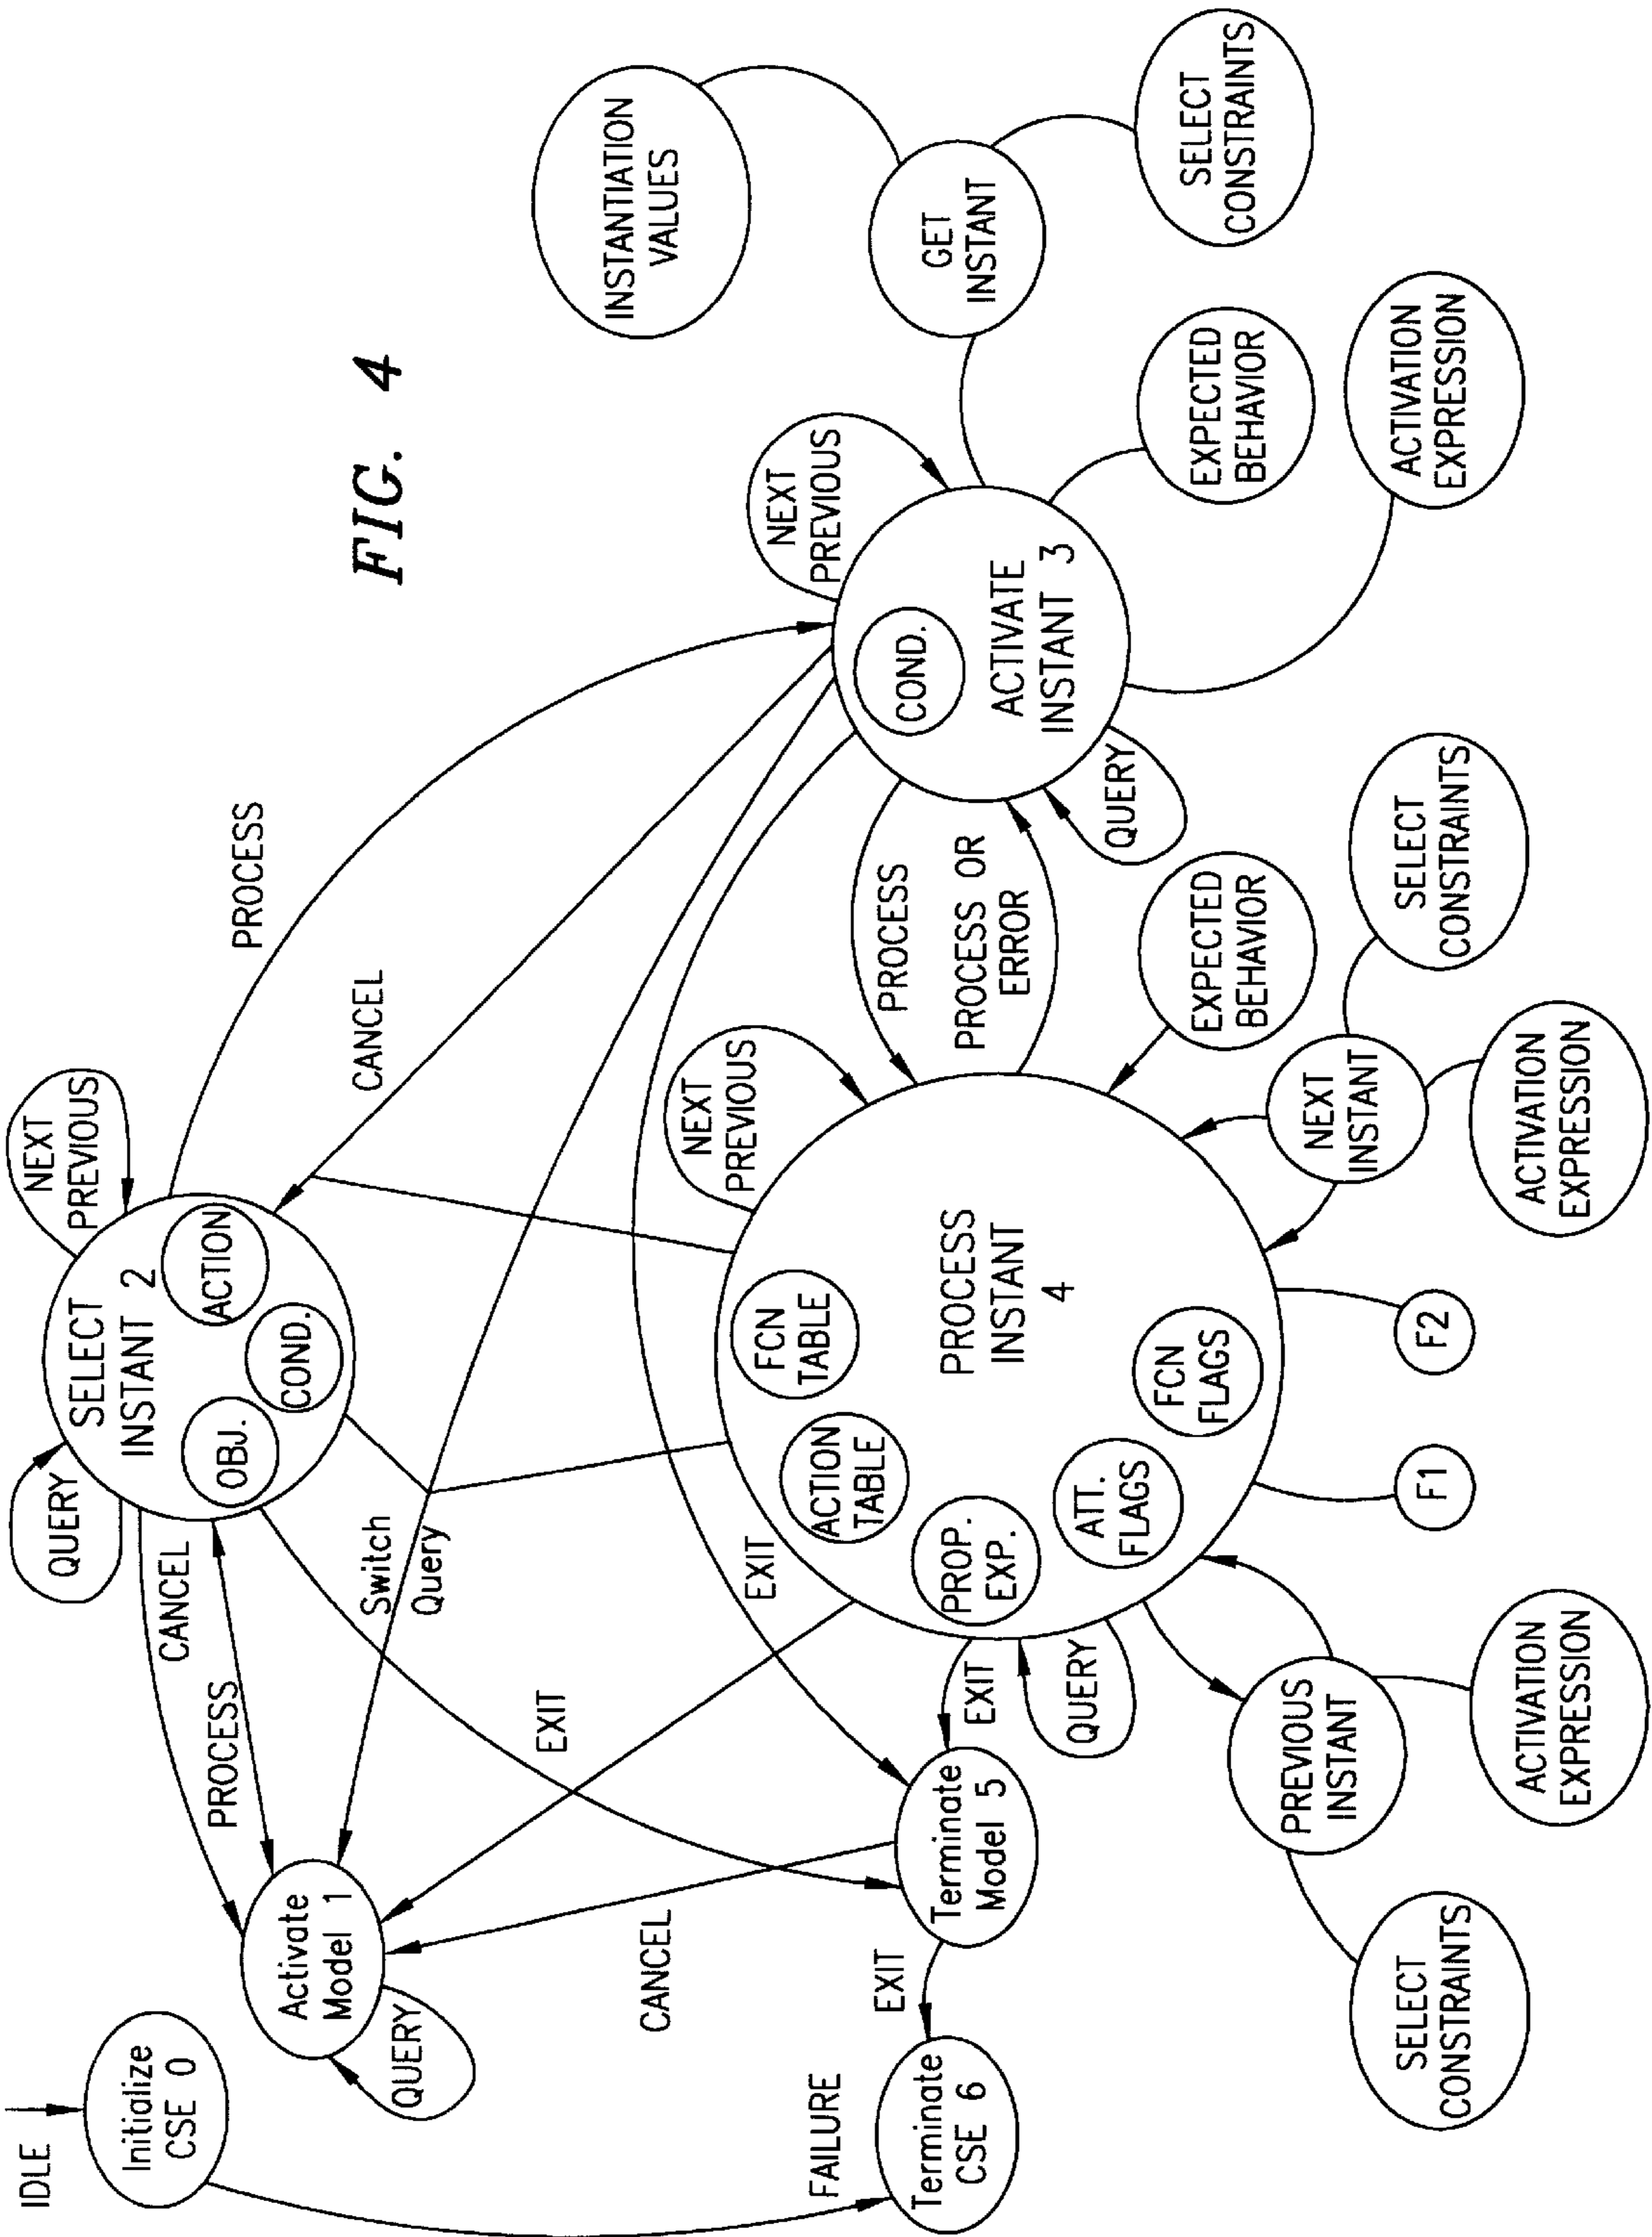 FIG. 4
IDLE
Initialize
CSE 0
FAILURE
Terminate
CSE 6
Activate
Model 1
QUERY
CANCEL
PROCESS
QUERY
SELECT
INSTANT 2
OBJ.
COND.
ACTION
NEXT
PREVIOUS
PROCESS
CANCEL
Switch
Query
EXIT
EXIT
CANCEL
EXIT
Terminate
Model 5
EXIT
QUERY
PROCESS
INSTANT
4
FCN
TABLE
ACTION
TABLE
PROP.
EXP.
ATT.
FLAGS
FCN
FLAGS
NEXT
PREVIOUS
PROCESS
PROCESS OR
ERROR
COND.
ACTIVATE
INSTANT 3
NEXT
PREVIOUS
QUERY
INSTANTIATION
VALUES
GET
INSTANT
SELECT
CONSTRAINTS
EXPECTED
BEHAVIOR
ACTIVATION
EXPRESSION
EXPECTED
BEHAVIOR
NEXT
INSTANT
SELECT
CONSTRAINTS
ACTIVATION
EXPRESSION
F2
F1
PREVIOUS
INSTANT
ACTIVATION
EXPRESSION
SELECT
CONSTRAINTS